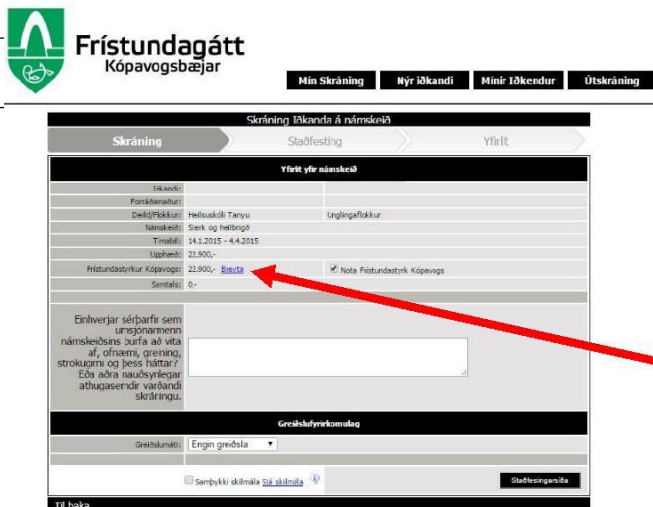 Frístundagátt
Kópavogsbæjar
Mín Skráning Nýr iðkandi Mínir Iðkendur Útskráning
Skráning Iðkanda á námskeið
Skráning Staðfesting Yfirlit
Yfirlit yfir námskeið
Iðkandi:
Forráðamaður:
Deild/Flokkur: Heilsuskóli Tanyu Unglingaflokkur
Námskeið: Sterk og heilbrigð
Tímabil: 14.1.2015 - 4.4.2015
Upphæð: 22.900,-
Frístundastyrkur Kópavogs: 22.900,- Breyta Nota Frístundastyrk Kópavogs
Samtals: 0,-
Einhverjar sérþarfir sem
umsjónarmenn
námskeiðsins þurfa að vita
af, ofnæmi, greining,
strokugirni og þess háttar?
Eða aðra nauðsynlegar
athugasemdir varðandi
skráningu.
Greiðslufyrirkomulag
Greiðslumáti: Engin greiðsla
Samþykki skilmála Sjá skilmála
Staðfesingarsíða
Til baka